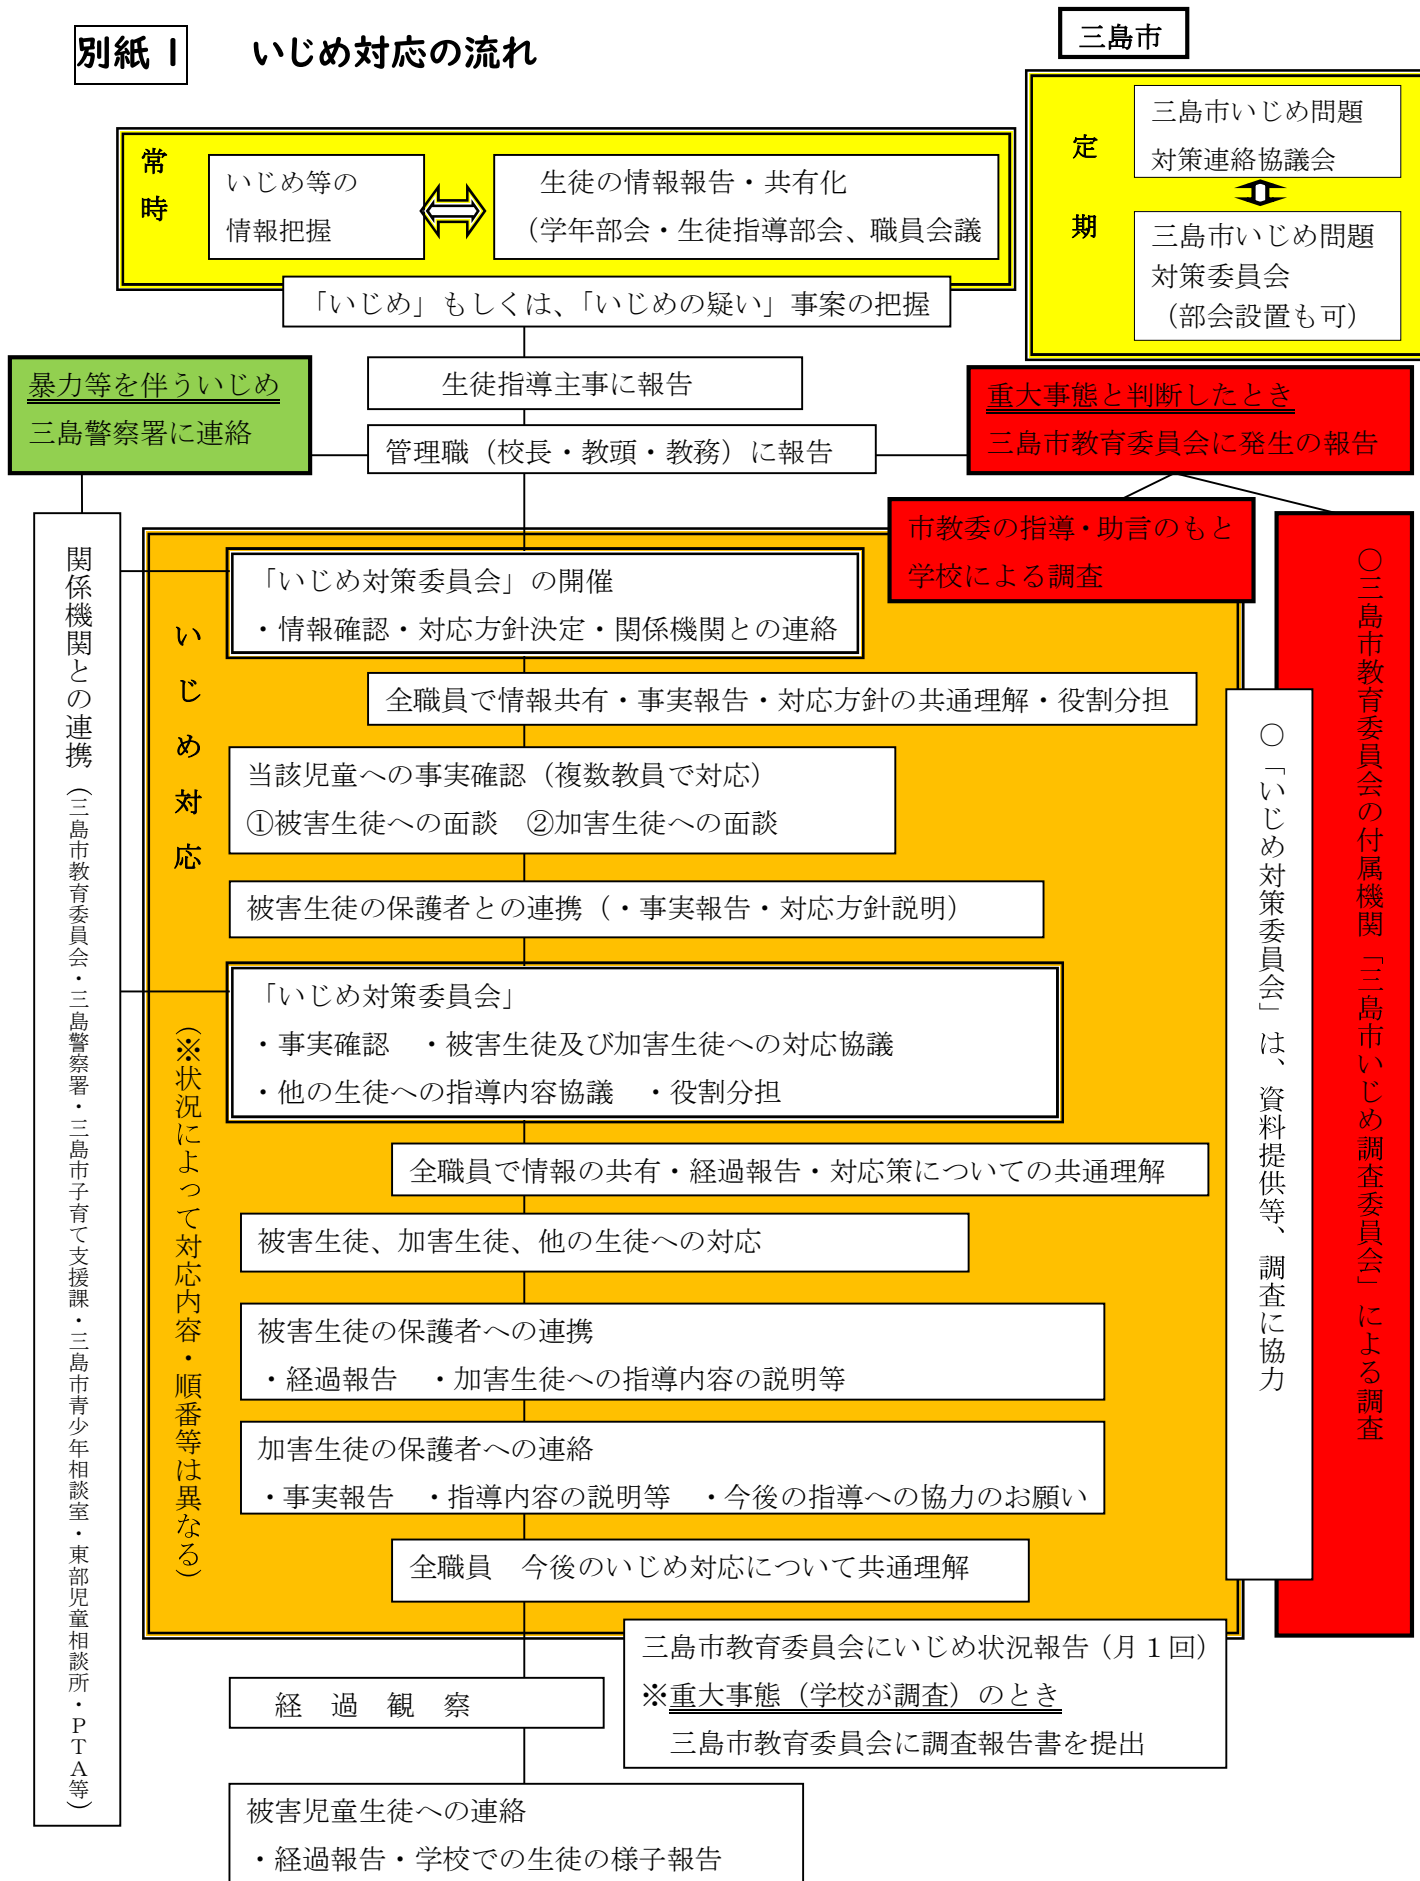 別紙１
いじめ対応の流れ
三島市
常時
いじめ等の
情報把握
生徒の情報報告・共有化
（学年部会・生徒指導部会、職員会議
定期
三島市いじめ問題
対策連絡協議会
三島市いじめ問題
対策委員会
（部会設置も可）
「いじめ」もしくは、「いじめの疑い」事案の把握
生徒指導主事に報告
暴力等を伴ういじめ
三島警察署に連絡
管理職（校長・教頭・教務）に報告
重大事態と判断したとき
三島市教育委員会に発生の報告
市教委の指導・助言のもと
学校による調査
関係機関との連携（三島市教育委員会・三島警察署・三島市子育て支援課・三島市青少年相談室・東部児童相談所・ＰＴＡ等）
いじめ対応
（※状況によって対応内容・順番等は異なる）
「いじめ対策委員会」の開催
・情報確認・対応方針決定・関係機関との連絡
全職員で情報共有・事実報告・対応方針の共通理解・役割分担
当該児童への事実確認（複数教員で対応）
①被害生徒への面談　②加害生徒への面談
被害生徒の保護者との連携（・事実報告・対応方針説明）
「いじめ対策委員会」
・事実確認　・被害生徒及び加害生徒への対応協議
・他の生徒への指導内容協議　・役割分担
全職員で情報の共有・経過報告・対応策についての共通理解
被害生徒、加害生徒、他の生徒への対応
被害生徒の保護者への連携
・経過報告　・加害生徒への指導内容の説明等
加害生徒の保護者への連絡
・事実報告　・指導内容の説明等　・今後の指導への協力のお願い
全職員　今後のいじめ対応について共通理解
○「いじめ対策委員会」は、資料提供等、調査に協力
○三島市教育委員会の付属機関「三島市いじめ調査委員会」による調査
三島市教育委員会にいじめ状況報告（月１回）
※重大事態（学校が調査）のとき
三島市教育委員会に調査報告書を提出
経　過　観　察
被害児童生徒への連絡
・経過報告・学校での生徒の様子報告